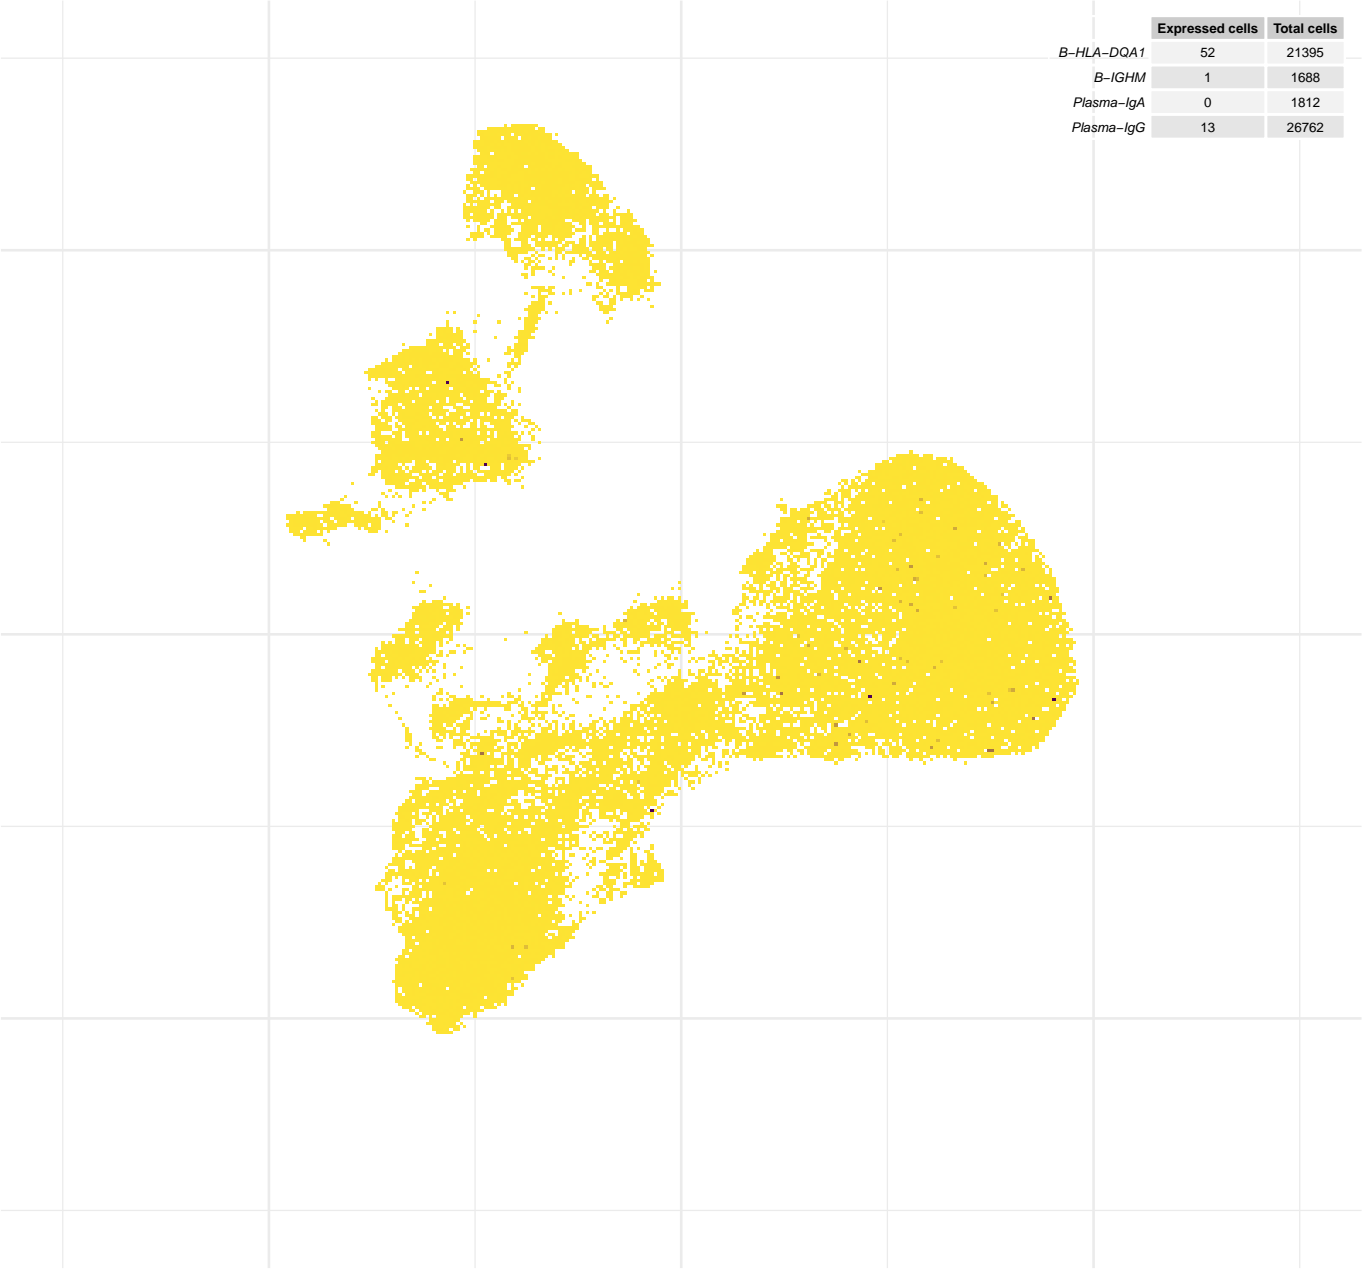 Expressed cells Total cells
B−HLA−DQA1 52 21395
B−IGHM 1 1688
Plasma−IgA 0 1812
Plasma−IgG 13 26762